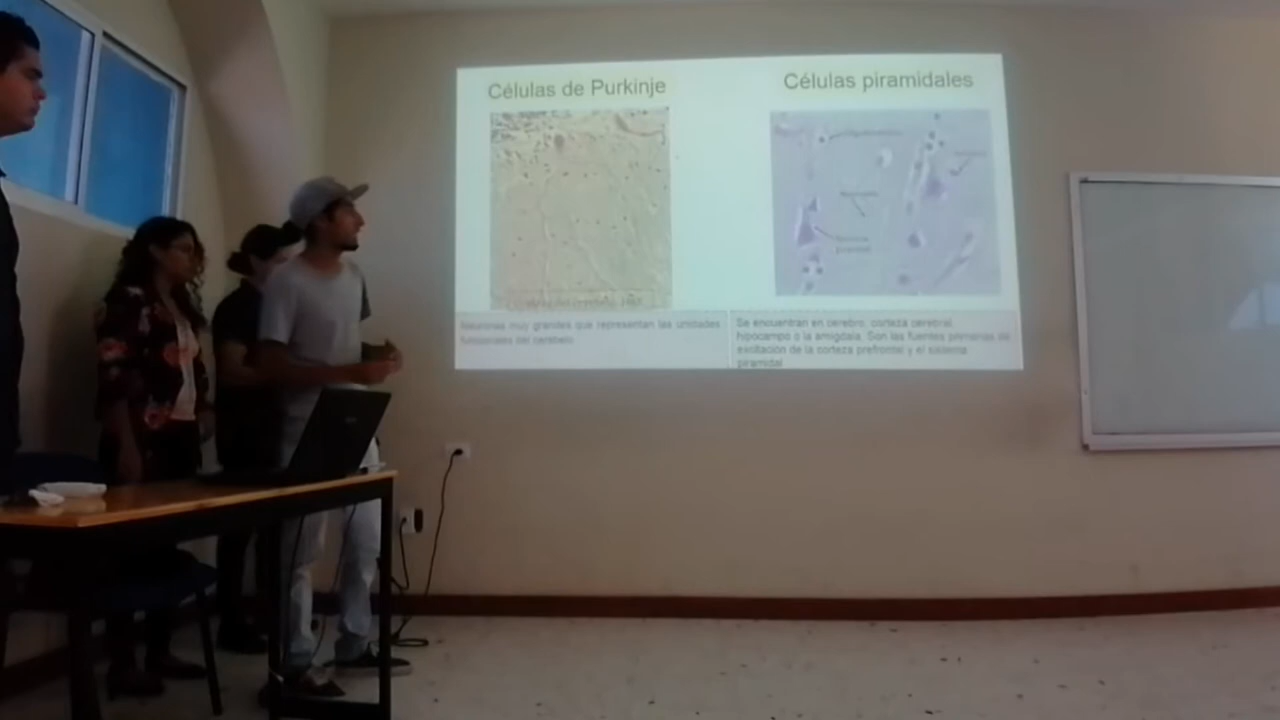 Células de Purkinje
Células piramidales
Neuronas muy grandes que representan las unidades
funcionales del cerebelo
Se encuentran en cerebro, corteza cerebral,
hipocampo o la amígdala. Son las fuentes primarias de
excitación de la corteza prefrontal y el sistema
piramidal